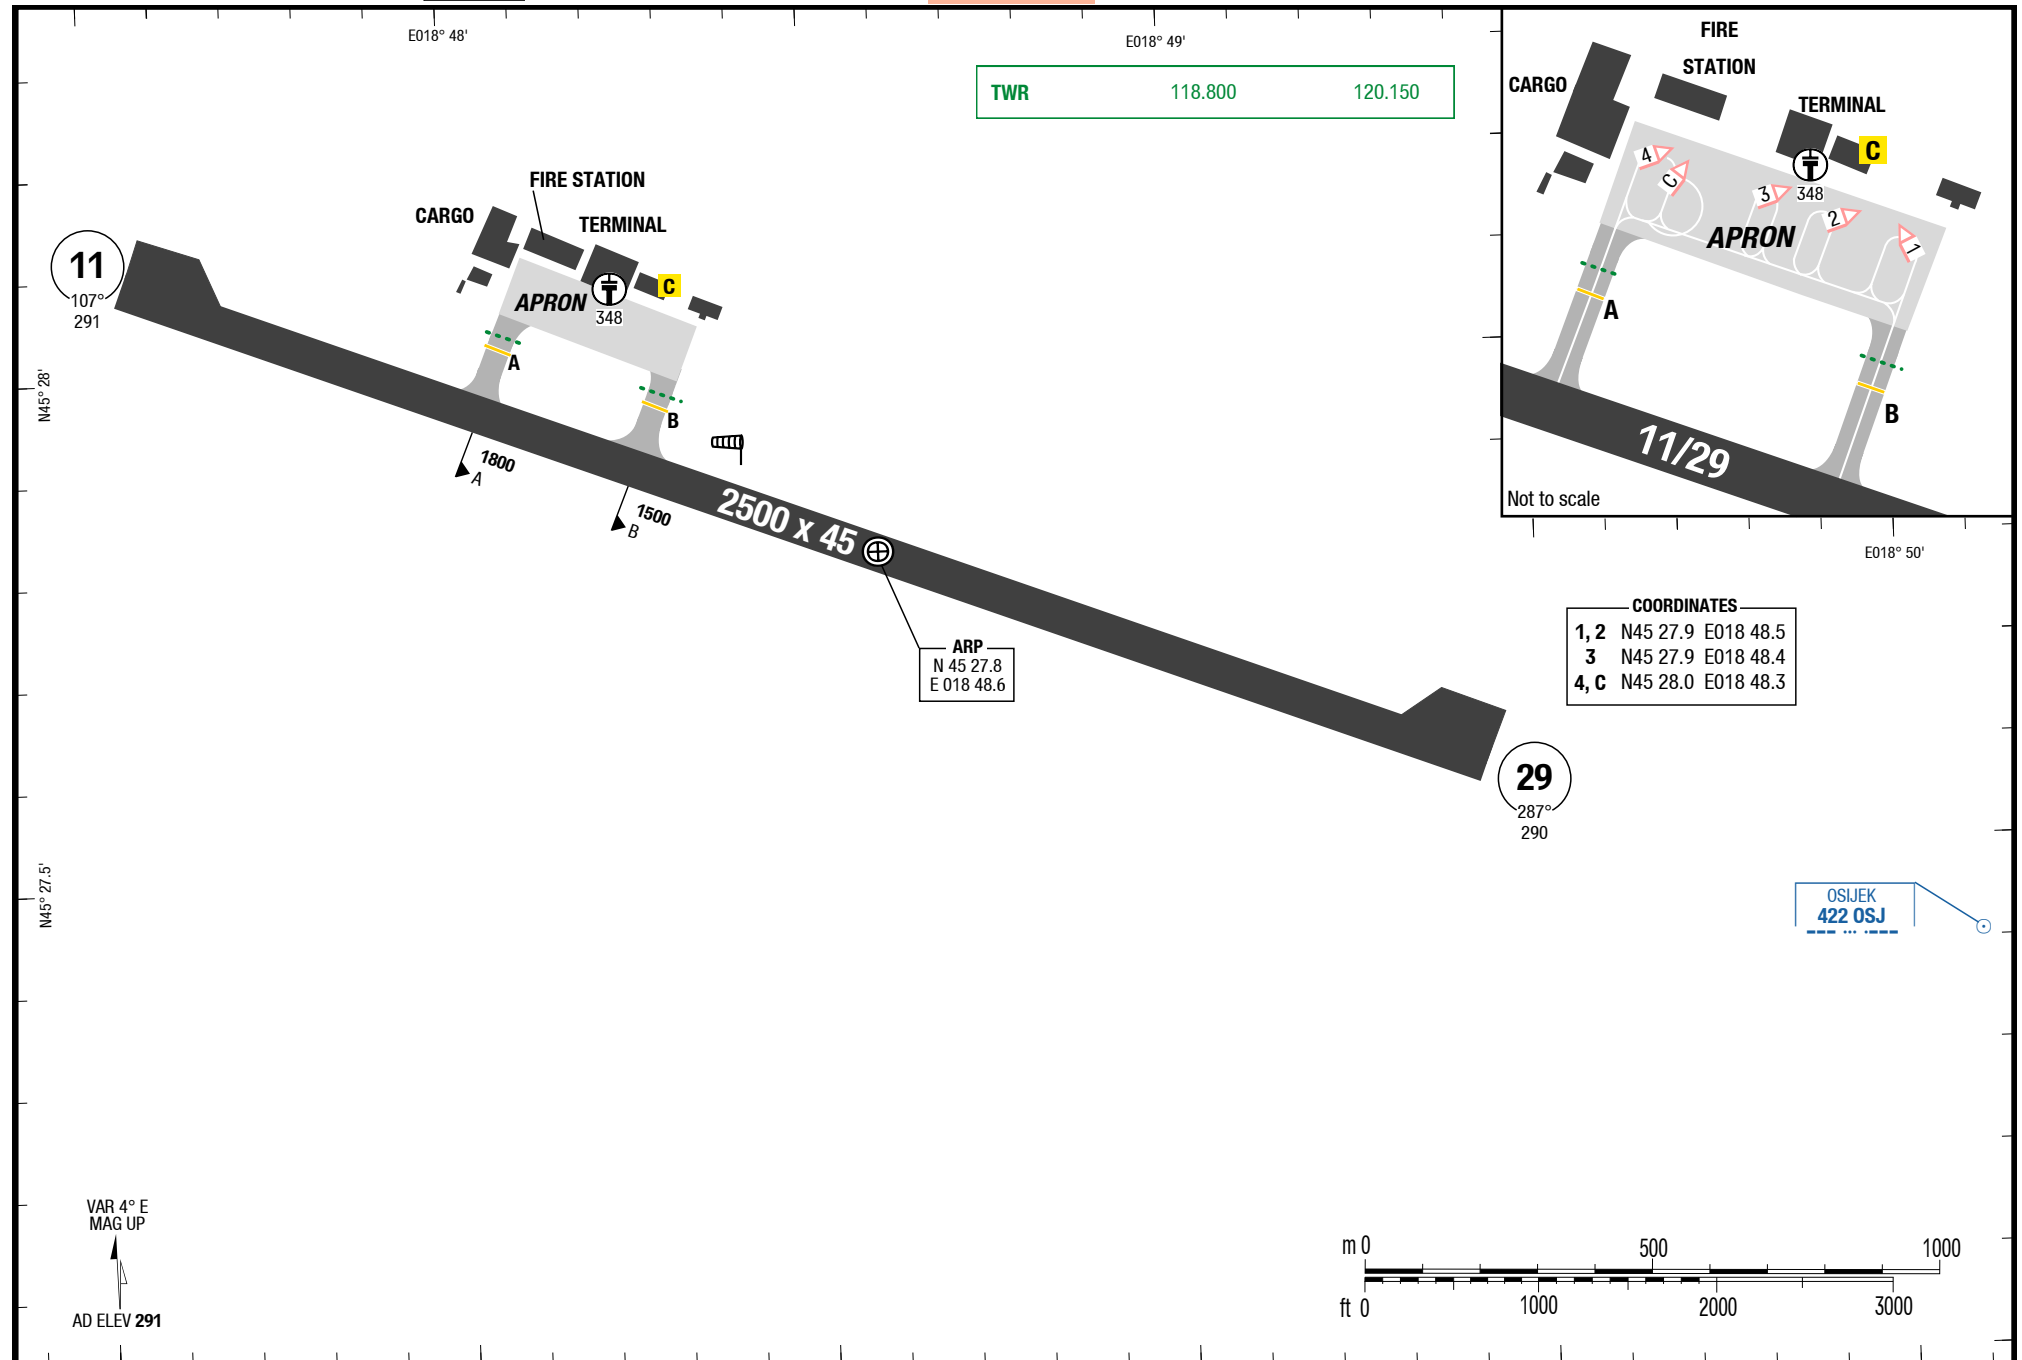 E018° 48'
E018° 49'
TWR 118.800 120.150
FIRE STATION
CARGO
TERMINAL
C
APRON
348
11
107°
291
A
B
N45° 28'
1800
A
1500
B
2500 x 45
ARP
N 45 27.8
E 018 48.6
29
287°
290
FIRE
STATION
CARGO
TERMINAL
C
4
C
3
348
2
1
APRON
A
B
11/29
Not to scale
E018° 50'
COORDINATES
1, 2 N45 27.9 E018 48.5
3 N45 27.9 E018 48.4
4, C N45 28.0 E018 48.3
N45° 27.5'
OSIJEK
422 OSJ
VAR 4° E
MAG UP
AD ELEV 291
m 0 500 1000
ft 0 1000 2000 3000